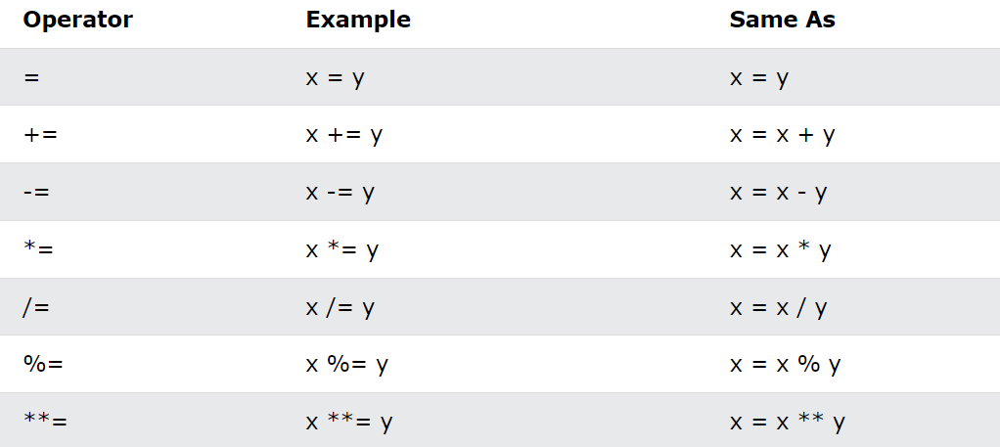 Operator Example Same As
= x = y x = y
+= x += y x = x + y
-= x -= y x = x - y
*= x *= y x = x * y
/= x /= y x = x / y
%= x %= y x = x % y
**= x **= y x = x ** y